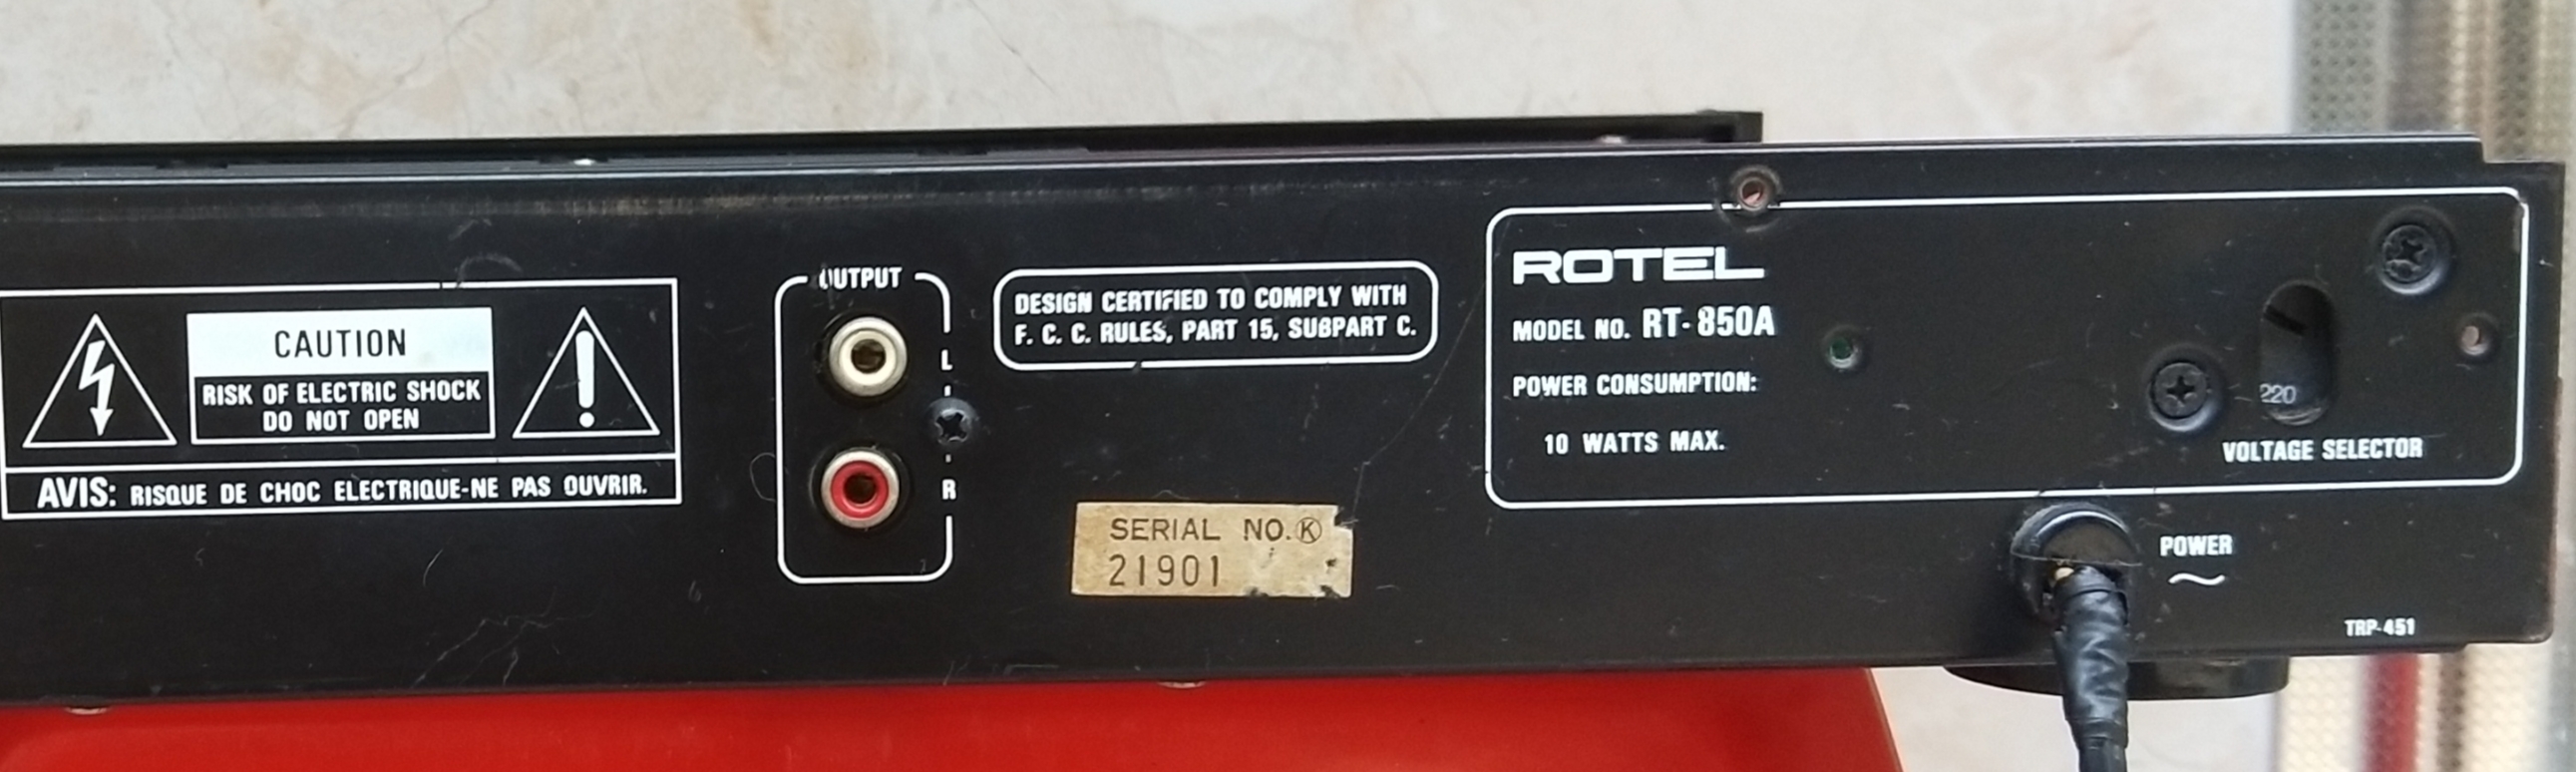 CAUTION
RISK OF ELECTRIC SHOCK
DO NOT OPEN
AVIS: RISQUE DE CHOC ELECTRIQUE-NE PAS OUVRIR.
OUTPUT
L
R
DESIGN CERTIFIED TO COMPLY WITH
F. C. C. RULES, PART 15, SUBPART C.
SERIAL NO. Ⓚ
21901
ROTEL
MODEL NO. RT-850A
POWER CONSUMPTION:
10 WATTS MAX.
220
VOLTAGE SELECTOR
POWER
~
TRP-451